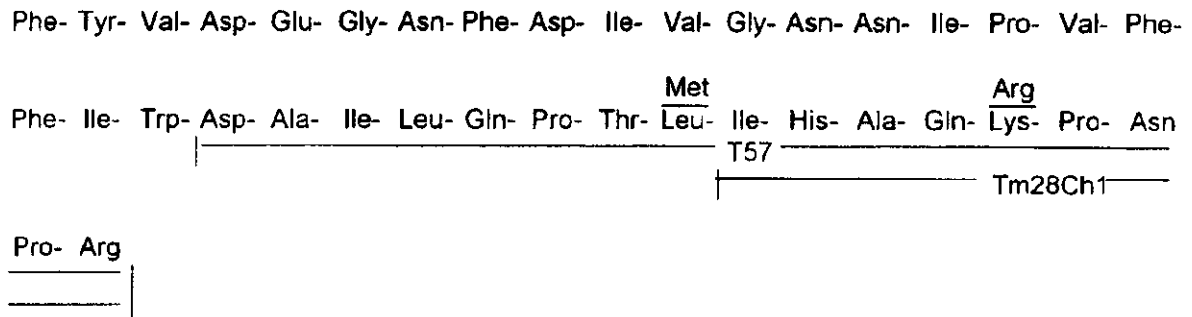 Phe- Tyr- Val- Asp- Glu- Gly- Asn- Phe- Asp- Ile- Val- Gly- Asn- Asn- Ile- Pro- Val- Phe-
Met Arg
Phe- Ile- Trp- Asp- Ala- Ile- Leu- Gln- Pro- Thr- Leu- Ile- His- Ala- Gln- Lys- Pro- Asn
T57
Tm28Ch1
Pro- Arg